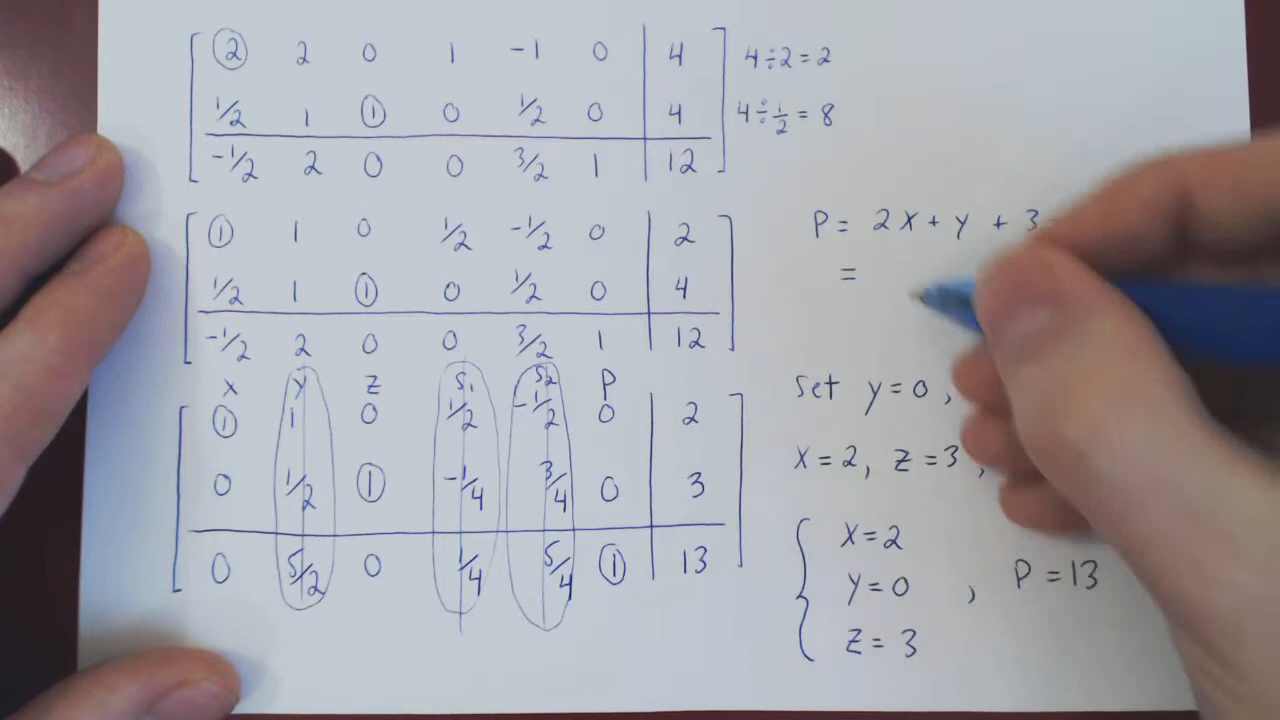 2 2 0 1 -1 0 4 4÷2=2
1/2 1 1 0 1/2 0 4 4÷1/2=8
-1/2 2 0 0 3/2 1 12
1 1 0 1/2 -1/2 0 2
1/2 1 1 0 1/2 0 4
-1/2 2 0 0 3/2 1 12
x y z S1 S2 P
1 1 0 1/2 -1/2 0 2
0 1/2 1 -1/4 3/4 0 3
0 5/2 0 1/4 5/4 1 13
P= 2x+y+3
=
Set y=0,
x=2, z=3,
x=2
y=0 , P=13
z=3